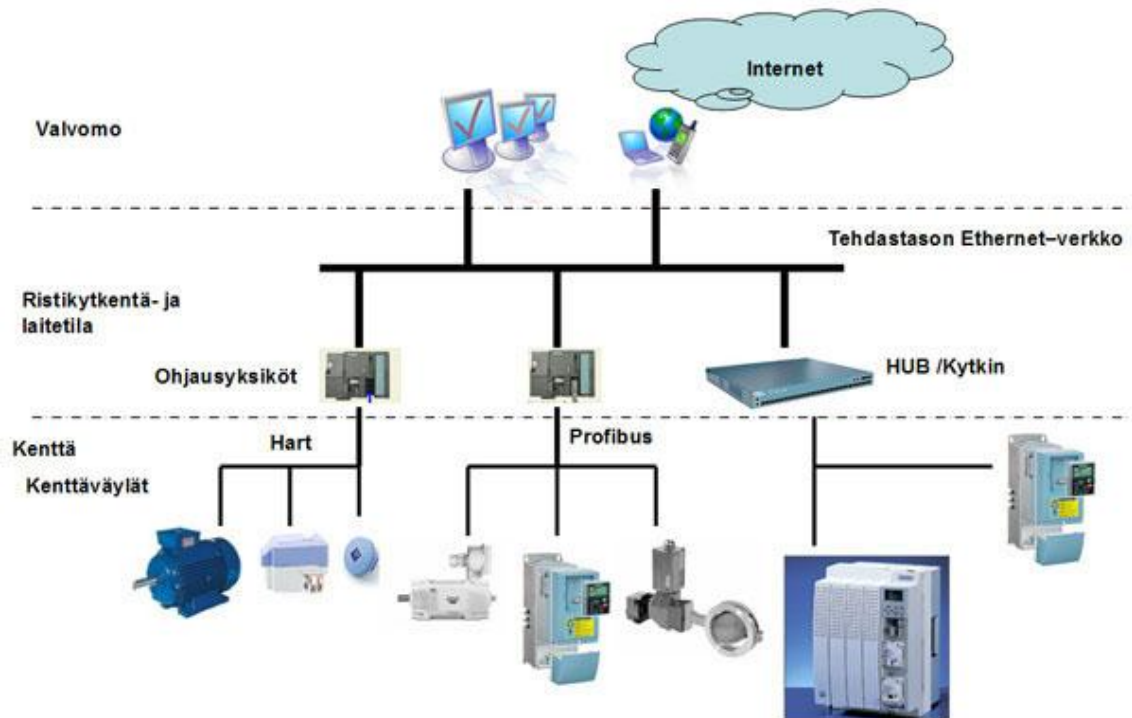 Internet
Valvomo
Tehdastason Ethernet–verkko
Ristikytkentä- ja
laitetila
Ohjausyksiköt
HUB /Kytkin
Kenttä
Hart
Profibus
Kenttäväylät